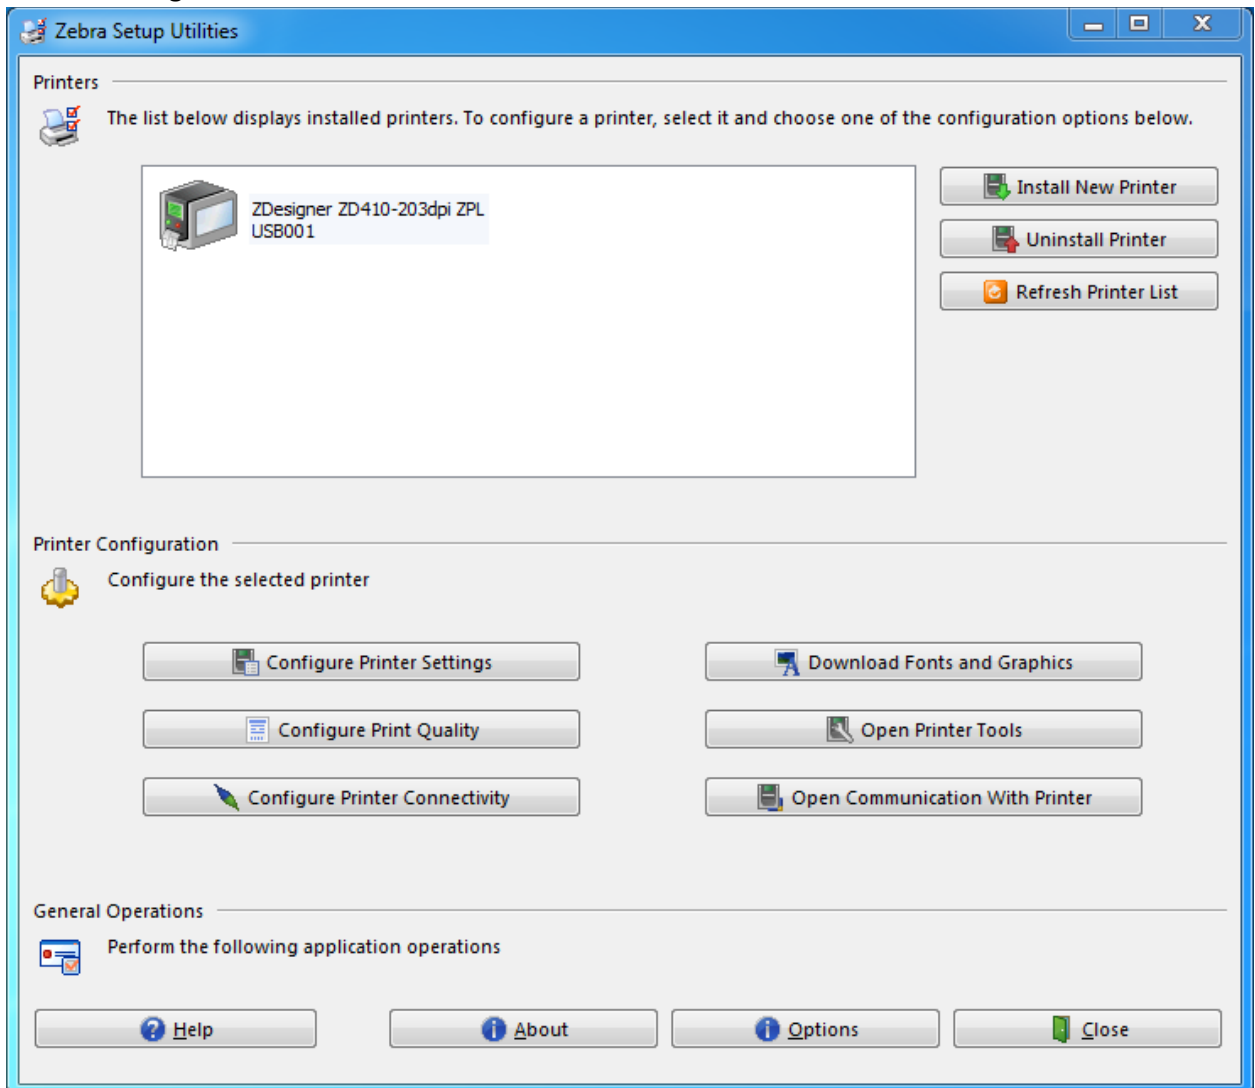 Zebra Setup Utilities
Printers
The list below displays installed printers. To configure a printer, select it and choose one of the configuration options below.
ZDesigner ZD410-203dpi ZPL
USB001
Install New Printer
Uninstall Printer
Refresh Printer List
Printer Configuration
Configure the selected printer
Configure Printer Settings
Download Fonts and Graphics
Configure Print Quality
Open Printer Tools
Configure Printer Connectivity
Open Communication With Printer
General Operations
Perform the following application operations
Help
About
Options
Close